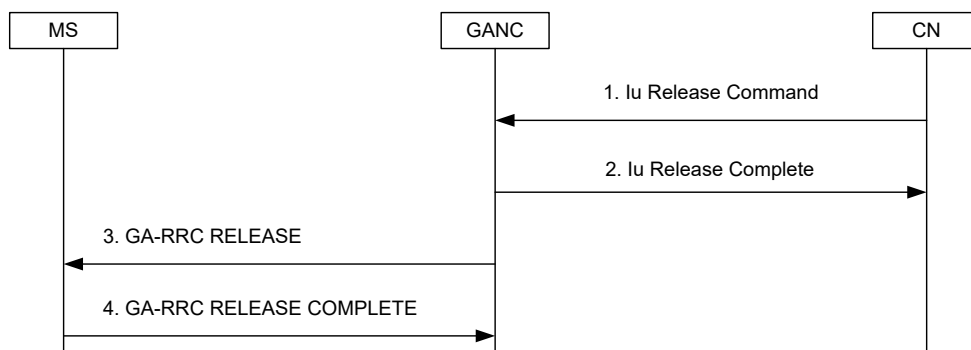 MS
GANC
CN
1. Iu Release Command
2. Iu Release Complete
3. GA-RRC RELEASE
4. GA-RRC RELEASE COMPLETE